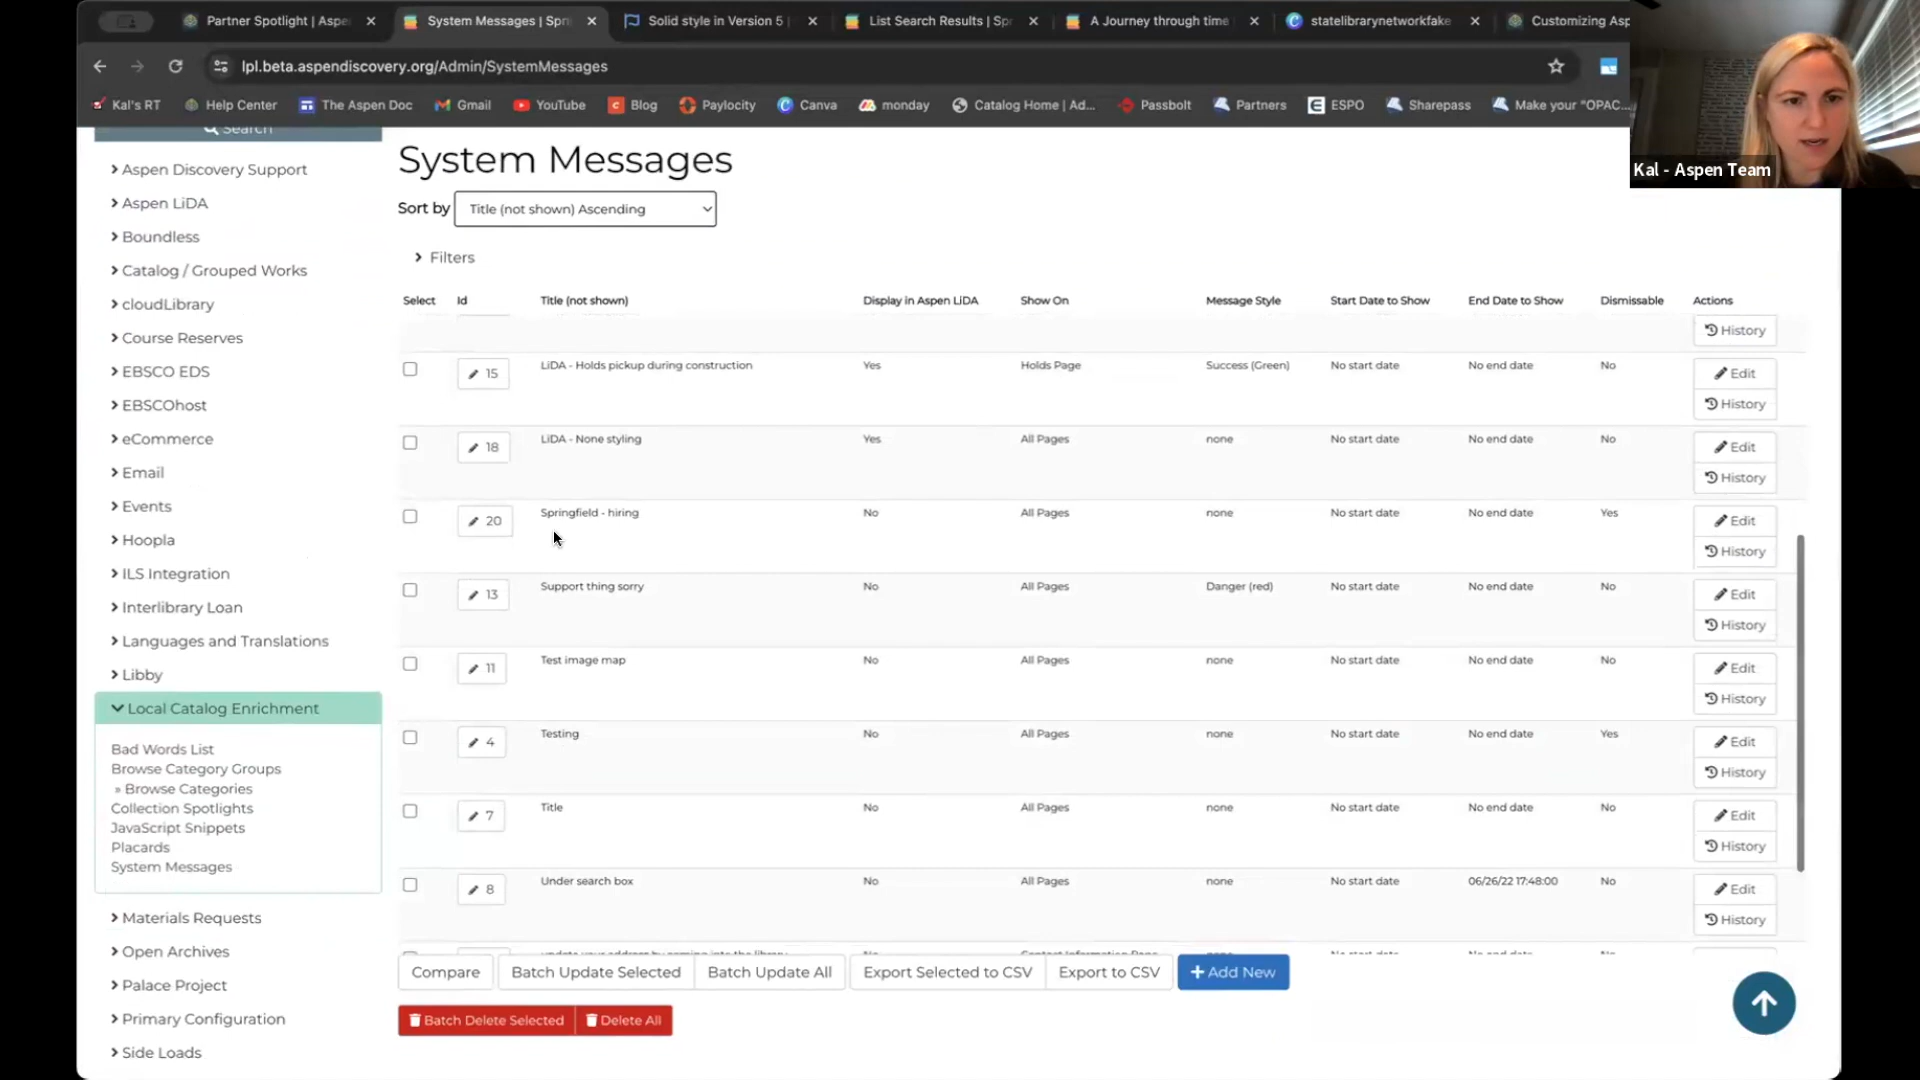 Partner Spotlight | Aspe
System Messages | Spri
Solid style in Version 5
List Search Results | Spr
A Journey through time
statelibrarynetworkfake
Customizing Asp
lpl.beta.aspendiscovery.org/Admin/SystemMessages
Kal's RT
Help Center
The Aspen Doc
Gmail
YouTube
Blog
Paylocity
Canva
monday
Catalog Home | Ad...
Passbolt
Partners
ESPO
Sharepass
Make your "OPAC...
Kal - Aspen Team
Search
Aspen Discovery Support
Aspen LiDA
Boundless
Catalog / Grouped Works
cloudLibrary
Course Reserves
EBSCO EDS
EBSCOhost
eCommerce
Email
Events
Hoopla
ILS Integration
Interlibrary Loan
Languages and Translations
Libby
Local Catalog Enrichment
Bad Words List
Browse Category Groups
» Browse Categories
Collection Spotlights
JavaScript Snippets
Placards
System Messages
Materials Requests
Open Archives
Palace Project
Primary Configuration
Side Loads
System Messages
Sort by Title (not shown) Ascending
Filters
Select Id Title (not shown) Display in Aspen LiDA Show On Message Style Start Date to Show End Date to Show Dismissable Actions
History
15 LiDA - Holds pickup during construction Yes Holds Page Success (Green) No start date No end date No Edit
History
18 LiDA - None styling Yes All Pages none No start date No end date No Edit
History
20 Springfield - hiring No All Pages none No start date No end date Yes Edit
History
13 Support thing sorry No All Pages Danger (red) No start date No end date No Edit
History
11 Test image map No All Pages none No start date No end date No Edit
History
4 Testing No All Pages none No start date No end date Yes Edit
History
7 Title No All Pages none No start date No end date No Edit
History
8 Under search box No All Pages none No start date 06/26/22 17:48:00 No Edit
History
update your address by coming into the library
Compare Batch Update Selected Batch Update All Export Selected to CSV Export to CSV + Add New
Batch Delete Selected Delete All